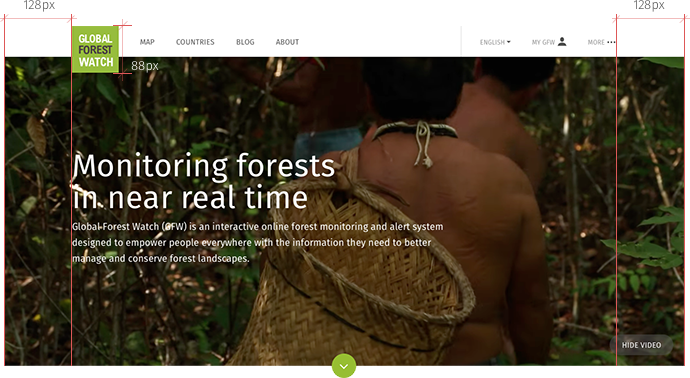 128px
128px
GLOBAL
FOREST
WATCH
MAP COUNTRIES BLOG ABOUT ENGLISH MY GFW MORE
88px
Monitoring forests
in near real time
Global Forest Watch (GFW) is an interactive online forest monitoring and alert system
designed to empower people everywhere with the information they need to better
manage and conserve forest landscapes.
HIDE VIDEO